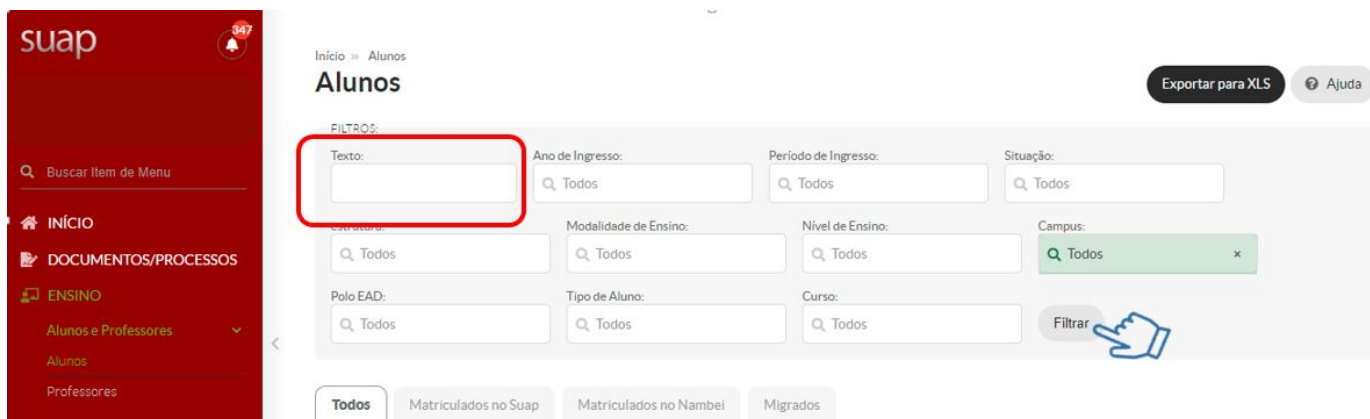 suap
347
Buscar Item de Menu
INÍCIO
DOCUMENTOS/PROCESSOS
ENSINO
Alunos e Professores
Alunos
Professores
Início » Alunos
Alunos
Exportar para XLS
Ajuda
FILTROS:
Texto:
Ano de Ingresso:
Período de Ingresso:
Situação:
Todos
Todos
Todos
Modalidade de Ensino:
Nível de Ensino:
Campus:
Todos
Todos
Todos
Todos ×
Polo EAD:
Tipo de Aluno:
Curso:
Todos
Todos
Todos
Filtrar
Todos
Matriculados no Suap
Matriculados no Nambei
Migrados